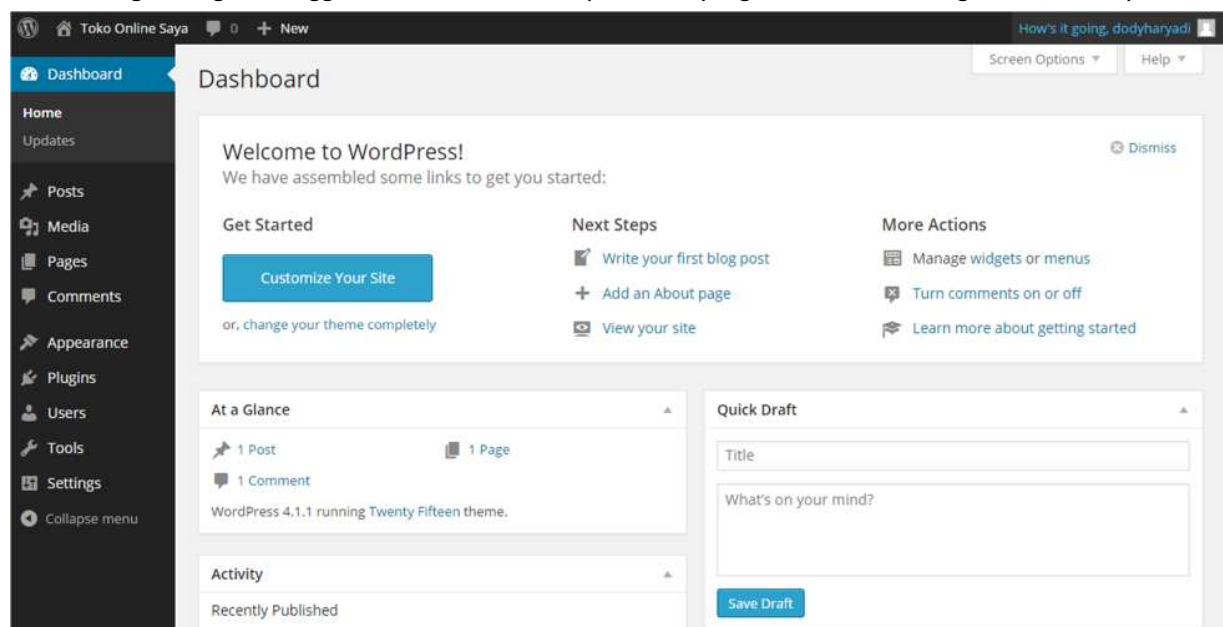 Toko Online Saya 0 + New How's it going, dodyharyadi
Screen Options Help
Dashboard
Home
Updates
Posts
Media
Pages
Comments
Appearance
Plugins
Users
Tools
Settings
Collapse menu
Dashboard
Welcome to WordPress!
Dismiss
We have assembled some links to get you started:
Get Started
Customize Your Site
or, change your theme completely
Next Steps
Write your first blog post
Add an About page
View your site
More Actions
Manage widgets or menus
Turn comments on or off
Learn more about getting started
At a Glance
1 Post 1 Page
1 Comment
WordPress 4.1.1 running Twenty Fifteen theme.
Activity
Recently Published
Quick Draft
Title
What's on your mind?
Save Draft